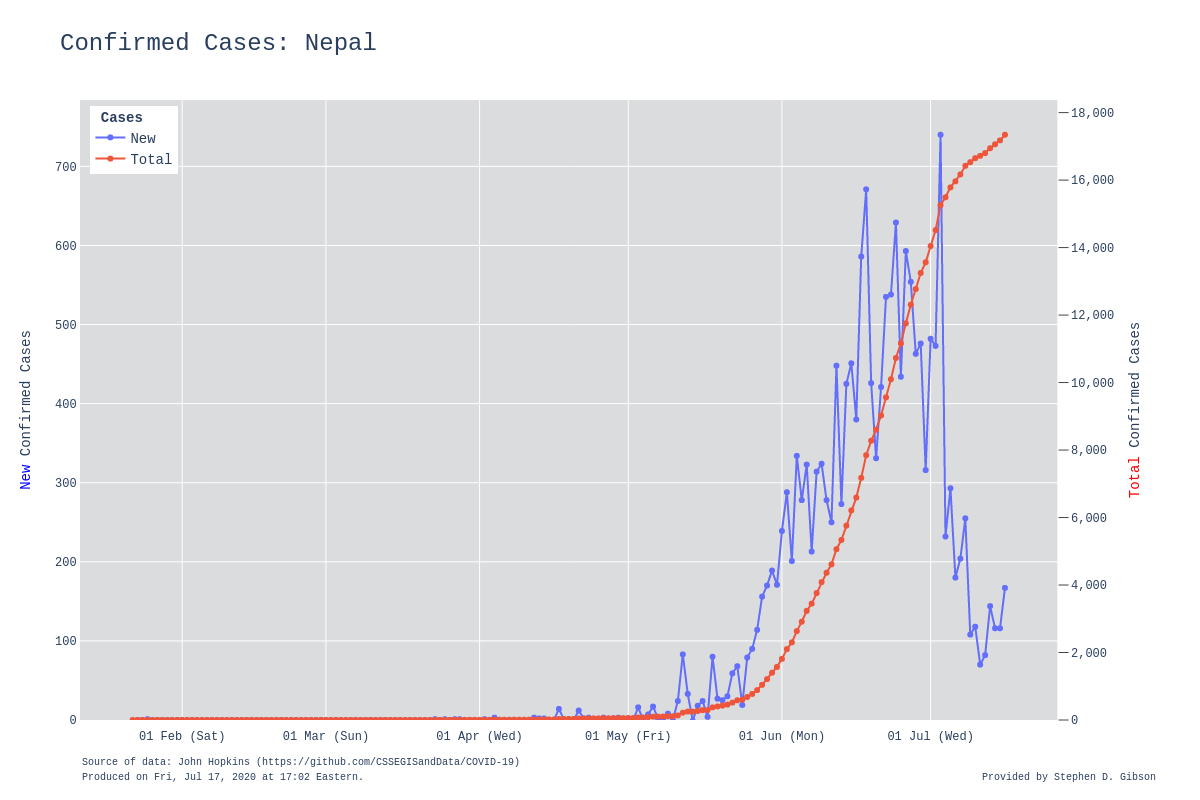 Confirmed Cases: Nepal
Cases
New
Total
700
600
500
400
300
200
100
0
New Confirmed Cases
18,000
16,000
14,000
12,000
10,000
8,000
6,000
4,000
2,000
0
Total Confirmed Cases
01 Feb (Sat) 01 Mar (Sun) 01 Apr (Wed) 01 May (Fri) 01 Jun (Mon) 01 Jul (Wed)
Source of data: John Hopkins (https://github.com/CSSEGISandData/COVID-19)
Produced on Fri, Jul 17, 2020 at 17:02 Eastern.
Provided by Stephen D. Gibson